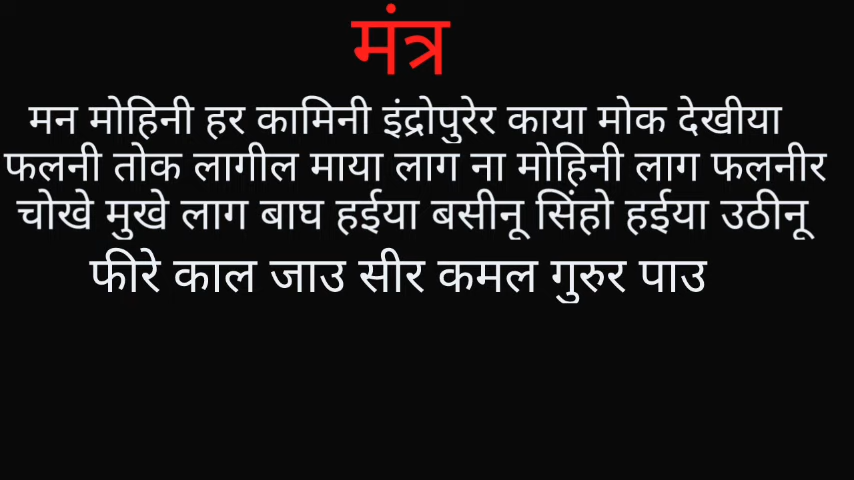 मंत्र
मन मोहिनी हर कामिनी इंद्रोपुरेर काया मोक देखीया
फलनी तोक लागील माया लाग ना मोहिनी लाग फलनीर
चोखे मुखे लाग बाघ हईया बसीनू सिंहो हईया उठीनू
फीरे काल जाउ सीर कमल गुरुर पाउ